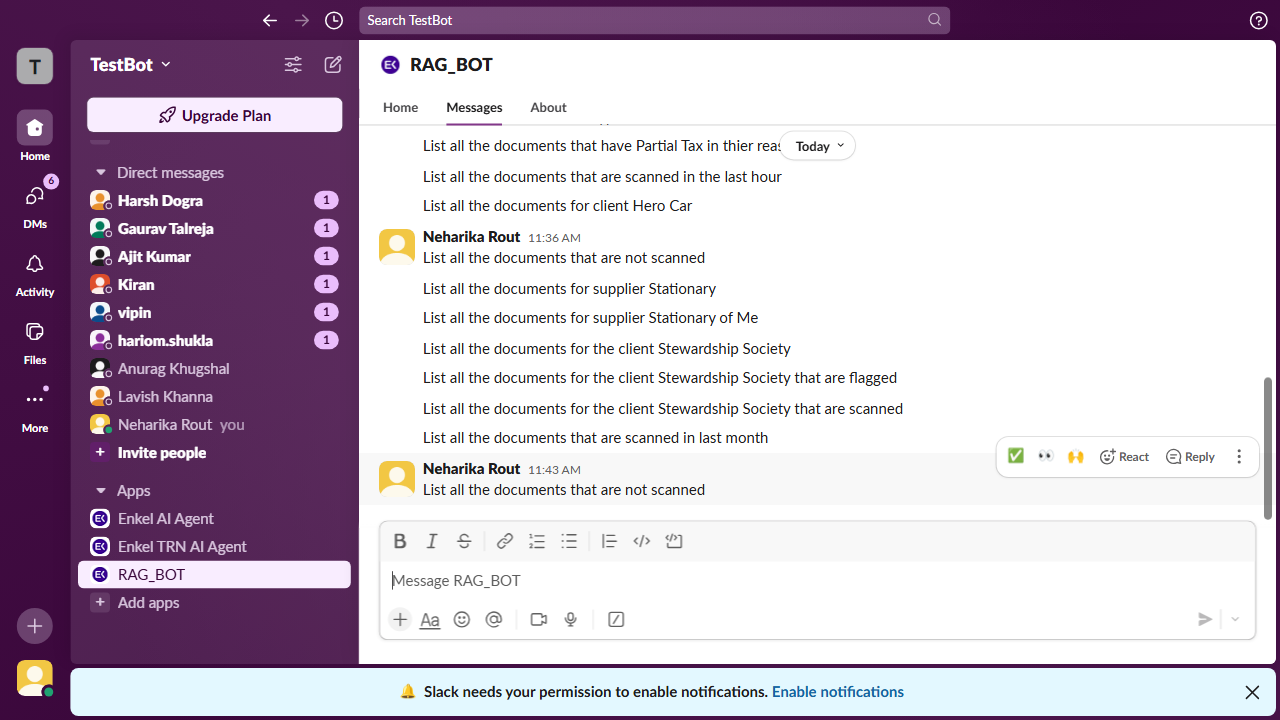 Search TestBot
T
TestBot
Upgrade Plan
Home
DMs
6
Activity
Files
More
Direct messages
Harsh Dogra 1
Gaurav Talreja 1
Ajit Kumar 1
Kiran 1
vipin 1
hariom.shukla 1
Anurag Khugshal
Lavish Khanna
Neharika Rout you
Invite people
Apps
Enkel AI Agent
Enkel TRN AI Agent
RAG_BOT
Add apps
EK RAG_BOT
Home Messages About
Today
List all the documents that have Partial Tax in thier
List all the documents that are scanned in the last hour
List all the documents for client Hero Car
Neharika Rout 11:36 AM
List all the documents that are not scanned
List all the documents for supplier Stationary
List all the documents for supplier Stationary of Me
List all the documents for the client Stewardship Society
List all the documents for the client Stewardship Society that are flagged
List all the documents for the client Stewardship Society that are scanned
List all the documents that are scanned in last month
React Reply
Neharika Rout 11:43 AM
List all the documents that are not scanned
Message RAG_BOT
Slack needs your permission to enable notifications. Enable notifications